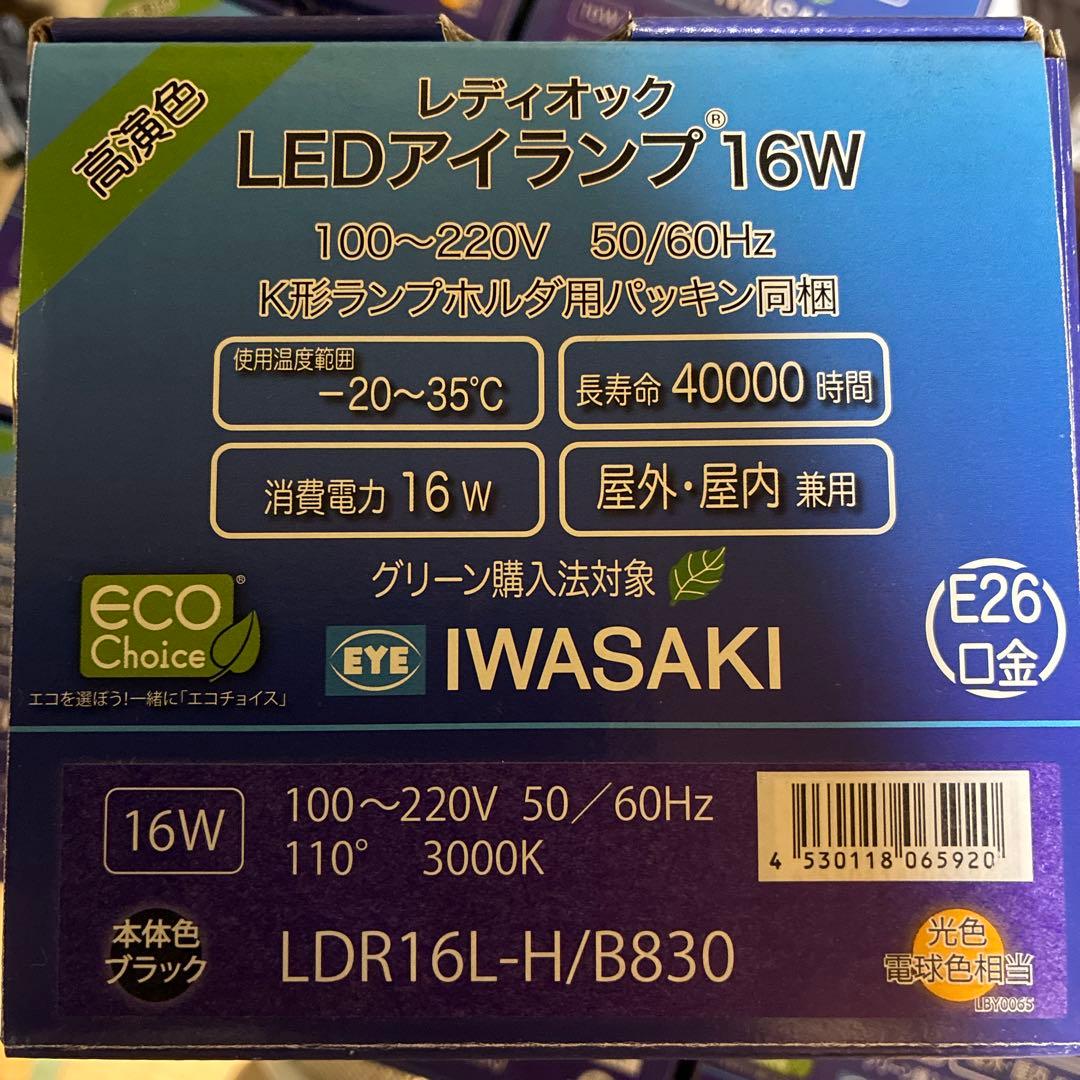 高演色
レディオック
LEDアイランプ® 16W
100～220V 50/60Hz
K形ランプホルダ用パッキン同梱
使用温度範囲
－20～35℃
長寿命 40000 時間
消費電力 16 W
屋外・屋内 兼用
グリーン購入法対象
ECO
Choice
®
エコを選ぼう!一緒に「エコチョイス」
EYE IWASAKI
E26
口金
16W
100～220V 50／60Hz
110° 3000K
4 530118 065920
本体色
ブラック
LDR16L-H/B830
光色
電球色相当
LBY0065